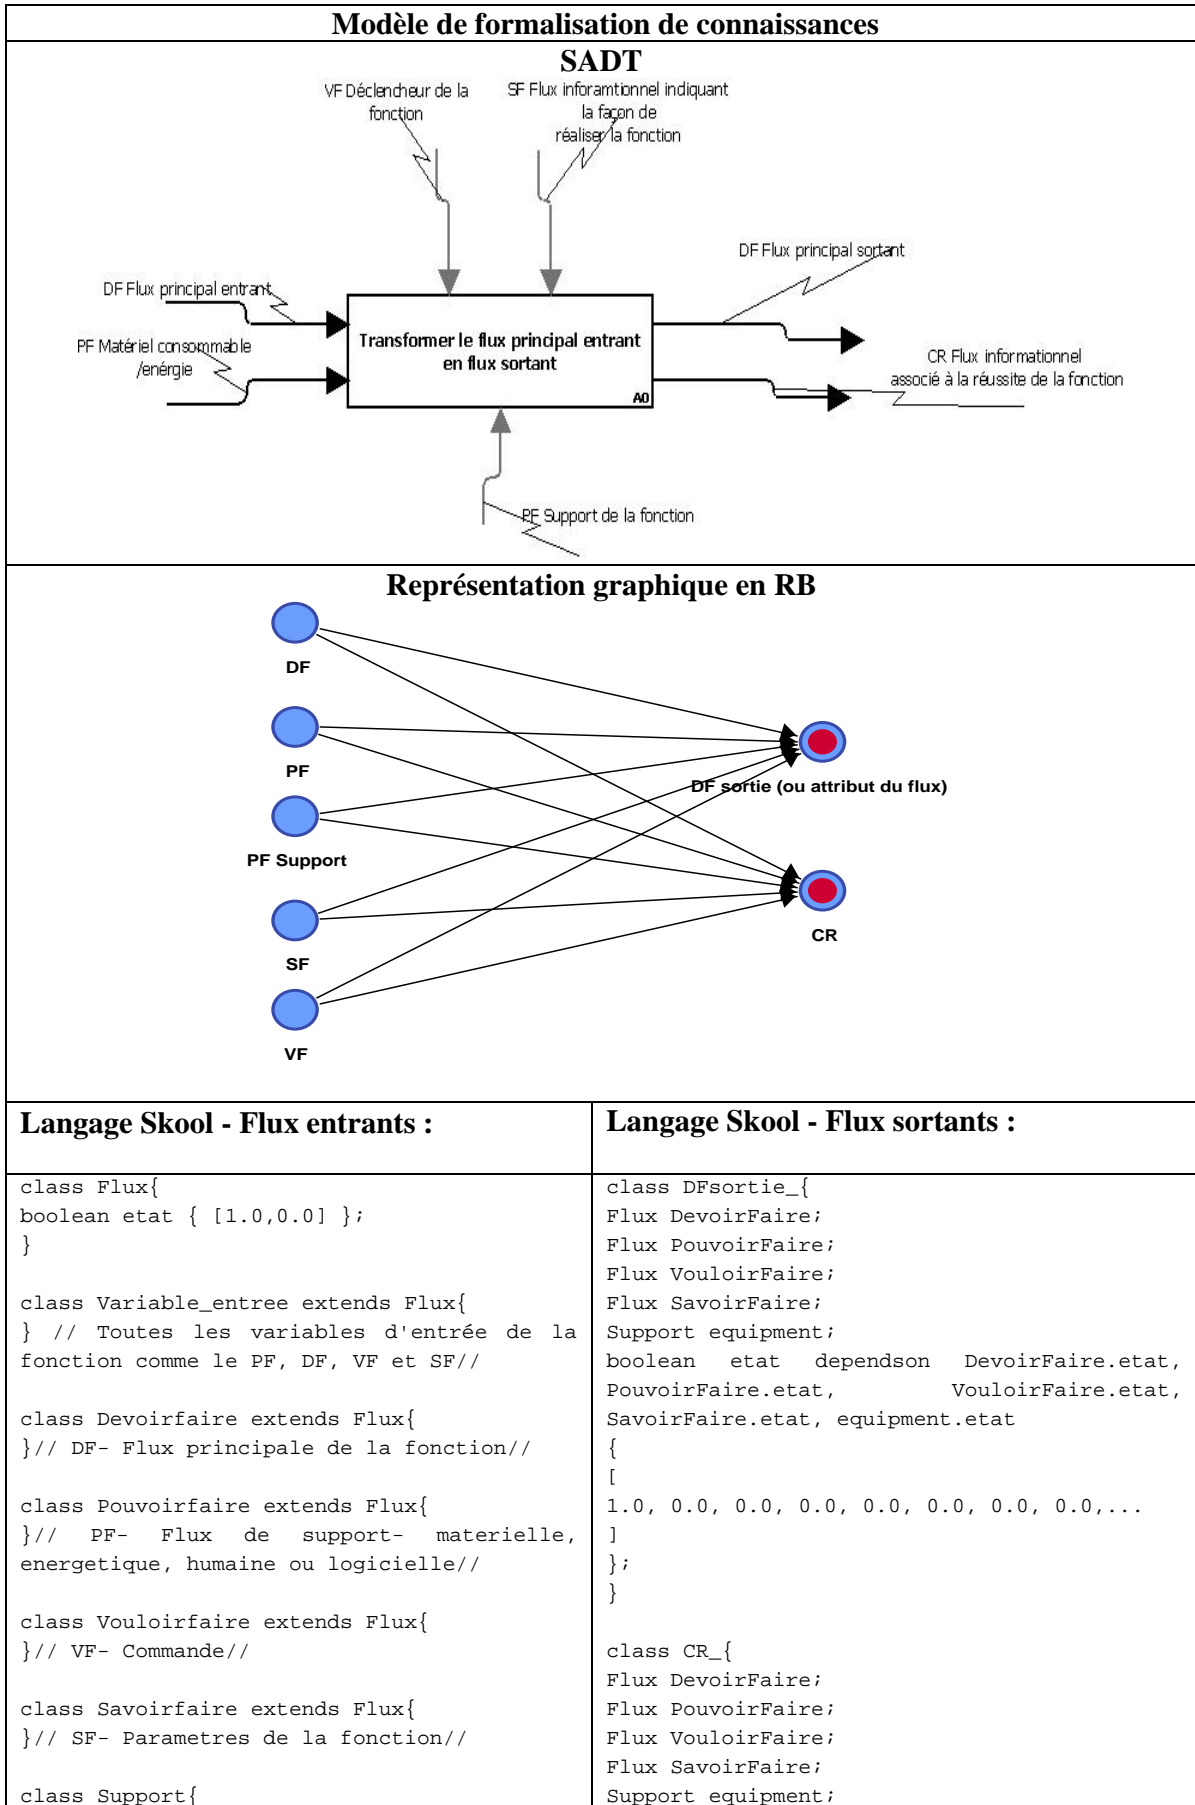 Modèle de formalisation de connaissances
SADT
VF Déclencheur de la
fonction
SF Flux inforamtionnel indiquant
la façon de
réaliser la fonction
DF Flux principal sortant
DF Flux principal entrant
PF Matériel consommable
/enérgie
Transformer le flux principal entrant
en flux sortant
A0
CR Flux informationnel
associé à la réussite de la fonction
PF Support de la fonction
Représentation graphique en RB
DF
PF
DF sortie (ou attribut du flux)
PF Support
CR
SF
VF
Langage Skool - Flux entrants :
class Flux{
boolean etat { [1.0,0.0] };
}
class Variable_entree extends Flux{
} // Toutes les variables d'entrée de la
fonction comme le PF, DF, VF et SF//
class Devoirfaire extends Flux{
}// DF- Flux principale de la fonction//
class Pouvoirfaire extends Flux{
}// PF- Flux de support- materielle,
energetique, humaine ou logicielle//
class Vouloirfaire extends Flux{
}// VF- Commande//
class Savoirfaire extends Flux{
}// SF- Parametres de la fonction//
class Support{
Langage Skool - Flux sortants :
class DFsortie_{
Flux DevoirFaire;
Flux PouvoirFaire;
Flux VouloirFaire;
Flux SavoirFaire;
Support equipment;
boolean etat dependson DevoirFaire.etat,
PouvoirFaire.etat, VouloirFaire.etat,
SavoirFaire.etat, equipment.etat
{
[
1.0, 0.0, 0.0, 0.0, 0.0, 0.0, 0.0, 0.0,...
]
};
}
class CR_{
Flux DevoirFaire;
Flux PouvoirFaire;
Flux VouloirFaire;
Flux SavoirFaire;
Support equipment;